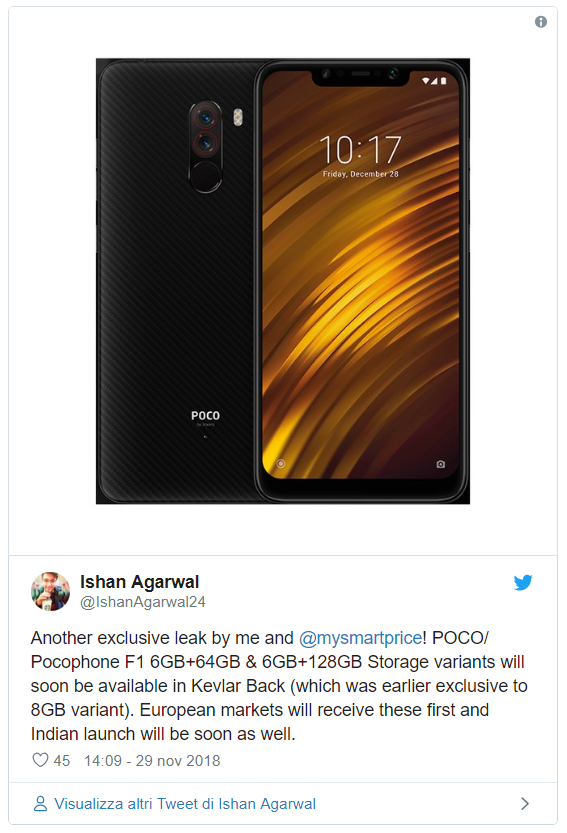 10:17
Friday, December 28
POCO
Ishan Agarwal
@IshanAgarwal24
Another exclusive leak by me and @mysmartprice! POCO/
Pocophone F1 6GB+64GB & 6GB+128GB Storage variants will
soon be available in Kevlar Back (which was earlier exclusive to
8GB variant). European markets will receive these first and
Indian launch will be soon as well.
45 14:09 - 29 nov 2018
Visualizza altri Tweet di Ishan Agarwal